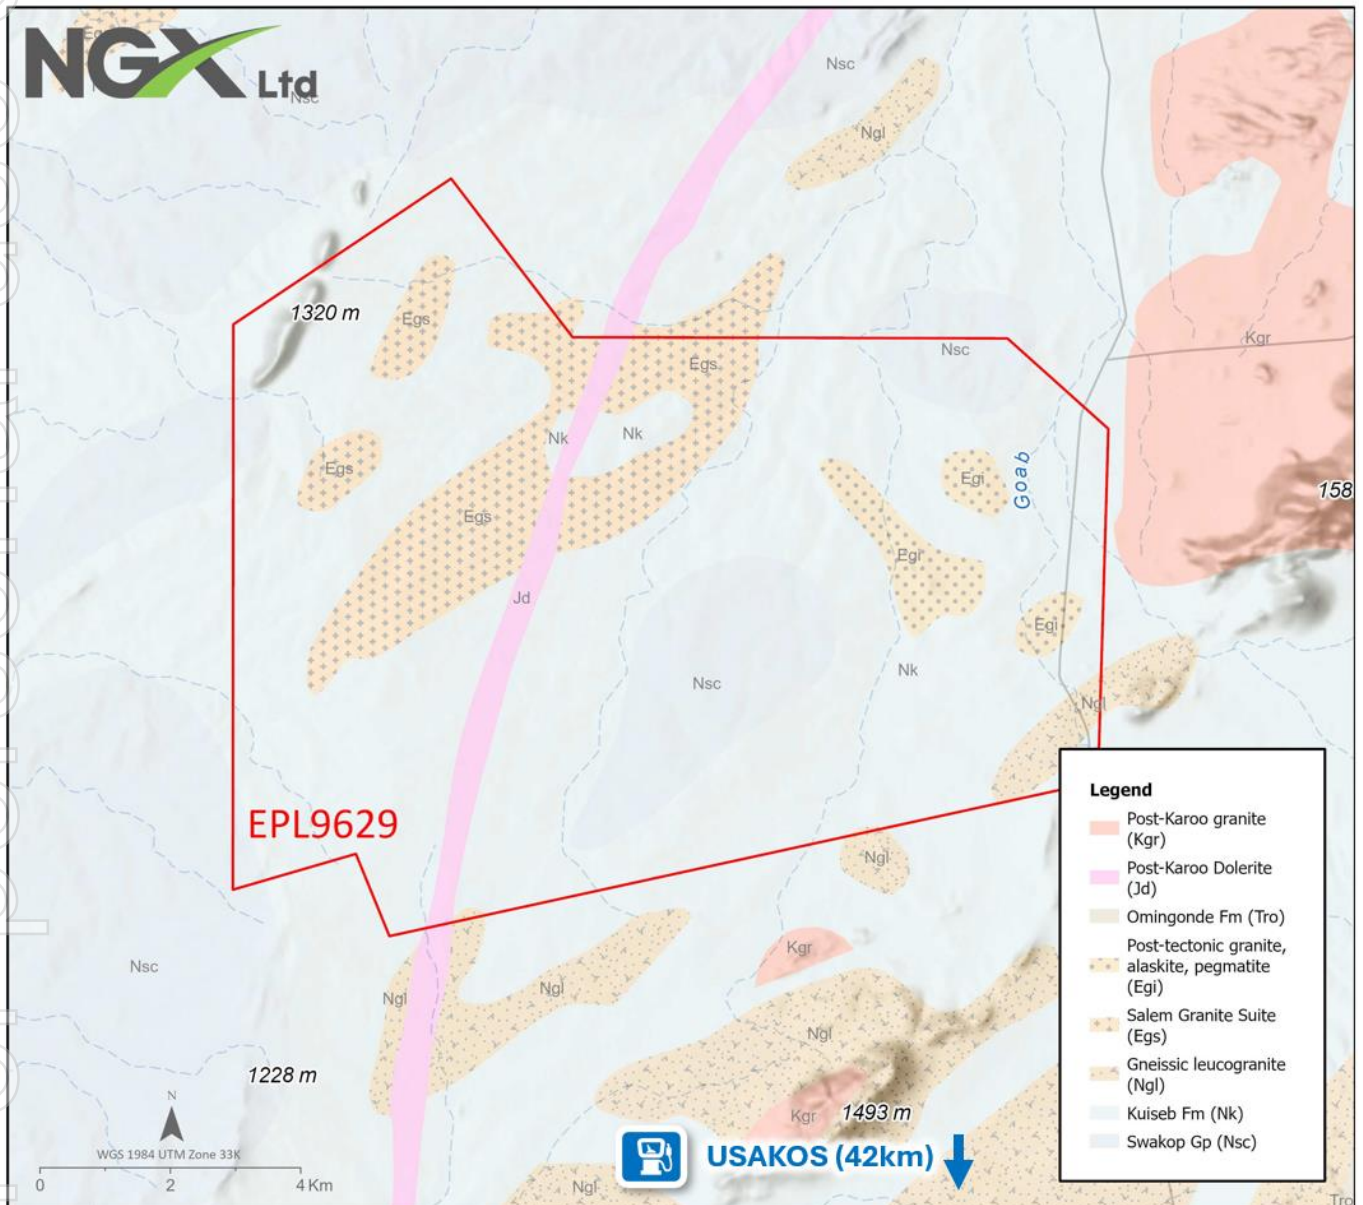 NGX Ltd
Egs
Nsc
Nsc
Ngl
1320 m
Egs
Kgr
Nsc
Egs
Nk
Nk
Egs
Egi
Goab
158
Egs
Egi
Jd
Egi
Nk
Nsc
Ngl
EPL9629
Ngl
Legend
Post-Karoo granite
(Kgr)
Post-Karoo Dolerite
(Jd)
Omingonde Fm (Tro)
Post-tectonic granite,
alaskite, pegmatite
(Egi)
Salem Granite Suite
(Egs)
Gneissic leucogranite
(Ngl)
Kuiseb Fm (Nk)
Swakop Gp (Nsc)
Kgr
Nsc
Ngl
Ngl
Ngl
1228 m
Kgr
1493 m
N
WGS 1984 UTM Zone 33K
0 2 4 Km
USAKOS (42km)
Ngl
Tro